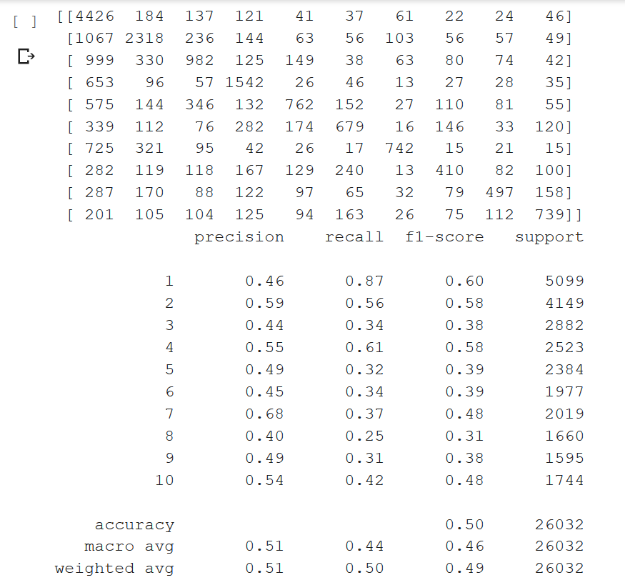 [ ] [[4426 184 137 121 41 37 61 22 24 46]
[1067 2318 236 144 63 56 103 56 57 49]
[ 999 330 982 125 149 38 63 80 74 42]
[ 653 96 57 1542 26 46 13 27 28 35]
[ 575 144 346 132 762 152 27 110 81 55]
[ 339 112 76 282 174 679 16 146 33 120]
[ 725 321 95 42 26 17 742 15 21 15]
[ 282 119 118 167 129 240 13 410 82 100]
[ 287 170 88 122 97 65 32 79 497 158]
[ 201 105 104 125 94 163 26 75 112 739]]
precision recall f1-score support
1 0.46 0.87 0.60 5099
2 0.59 0.56 0.58 4149
3 0.44 0.34 0.38 2882
4 0.55 0.61 0.58 2523
5 0.49 0.32 0.39 2384
6 0.45 0.34 0.39 1977
7 0.68 0.37 0.48 2019
8 0.40 0.25 0.31 1660
9 0.49 0.31 0.38 1595
10 0.54 0.42 0.48 1744
accuracy 0.50 26032
macro avg 0.51 0.44 0.46 26032
weighted avg 0.51 0.50 0.49 26032